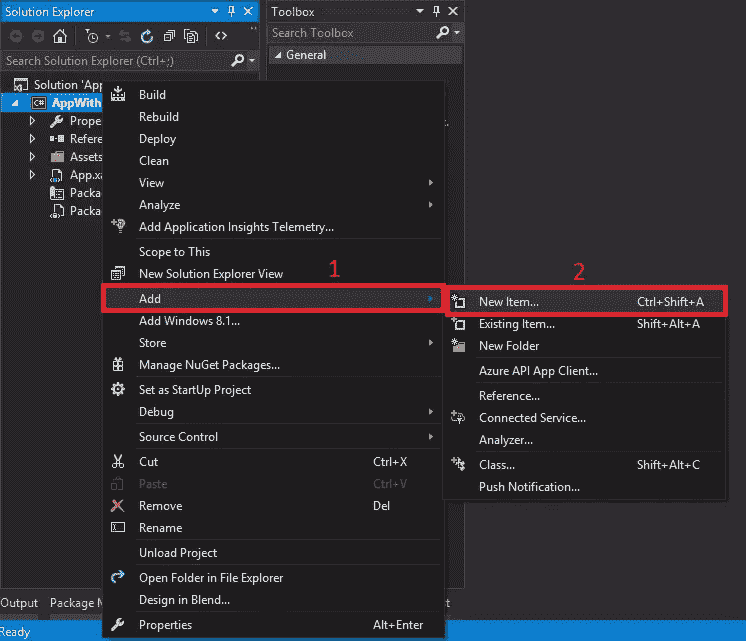 Solution Explorer
Toolbox
Search Toolbox
Search Solution Explorer (Ctrl+;)
General
Solution 'App
C# AppWith
Prope
Refere
Assets
App.xa
Packa
Packa
Build
Rebuild
Deploy
Clean
View
Analyze
Add Application Insights Telemetry...
Scope to This
New Solution Explorer View
1
Add
Add Windows 8.1...
Store
Manage NuGet Packages...
Set as StartUp Project
Debug
Source Control
Cut Ctrl+X
Paste Ctrl+V
Remove Del
Rename
Unload Project
Open Folder in File Explorer
Design in Blend...
Properties Alt+Enter
2
New Item... Ctrl+Shift+A
Existing Item... Shift+Alt+A
New Folder
Azure API App Client...
Reference...
Connected Service...
Analyzer...
Class... Shift+Alt+C
Push Notification...
Output Package
Ready